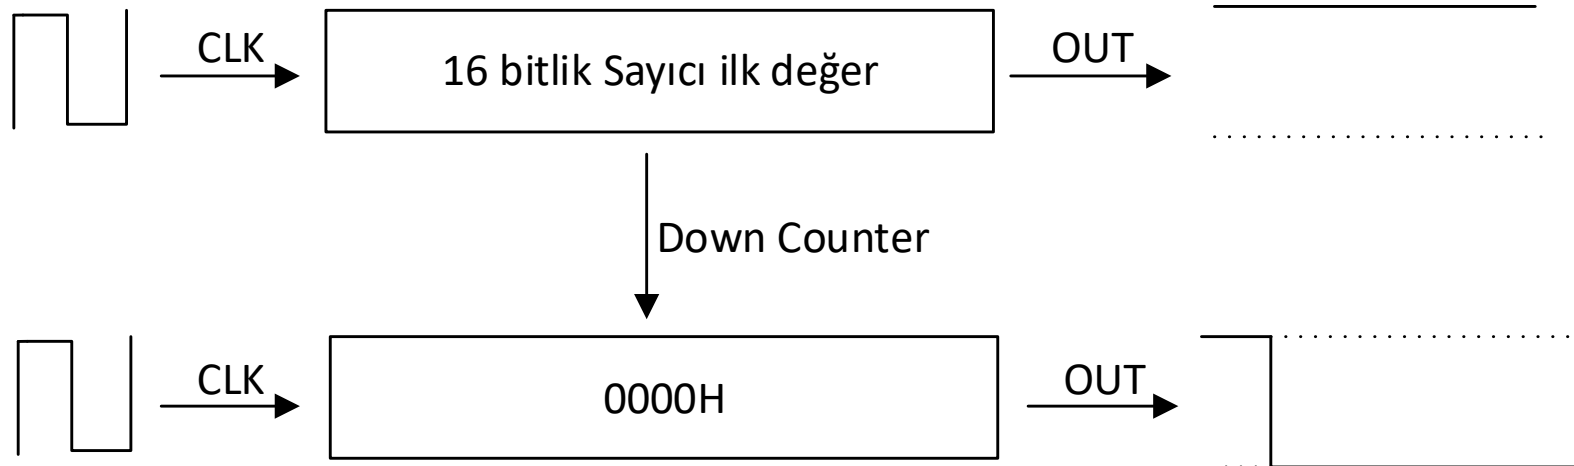 CLK
16 bitlik Sayıcı ilk değer
OUT
Down Counter
CLK
0000H
OUT